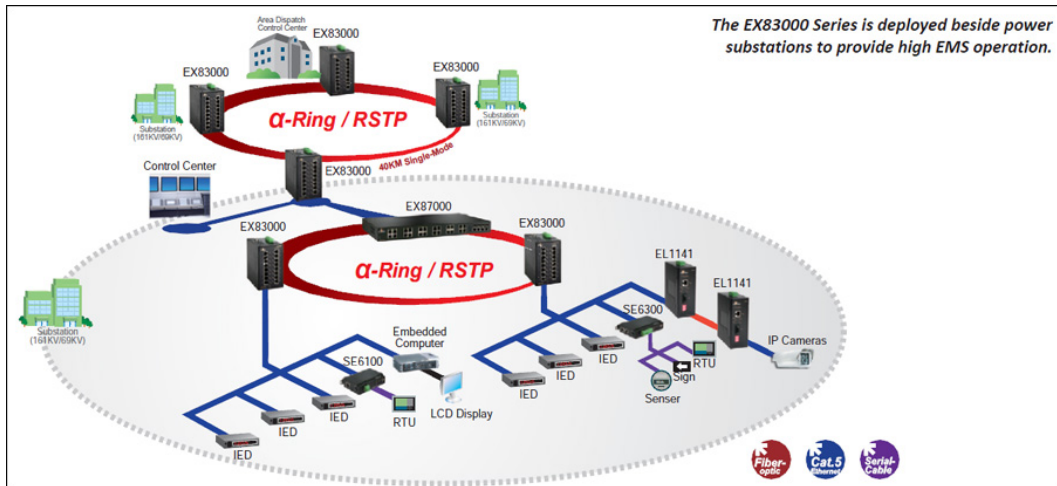 The EX83000 Series is deployed beside power
substations to provide high EMS operation.
Area Dispatch
Control Center
EX83000
EX83000
EX83000
α-Ring / RSTP
Substation
(161KV/69KV)
Substation
(161KV/69KV)
40KM Single-Mode
Control Center
EX83000
EX87000
EX83000
EX83000
α-Ring / RSTP
EL1141
EL1141
SE6300
Substation
(161KV/69KV)
Embedded
Computer
SE6100
IED
IED
IED
RTU
Sign
Senser
IP Cameras
LCD Display
RTU
IED
IED
IED
Fiber-
optic
Cat.5
Ethernet
Serial-
Cable